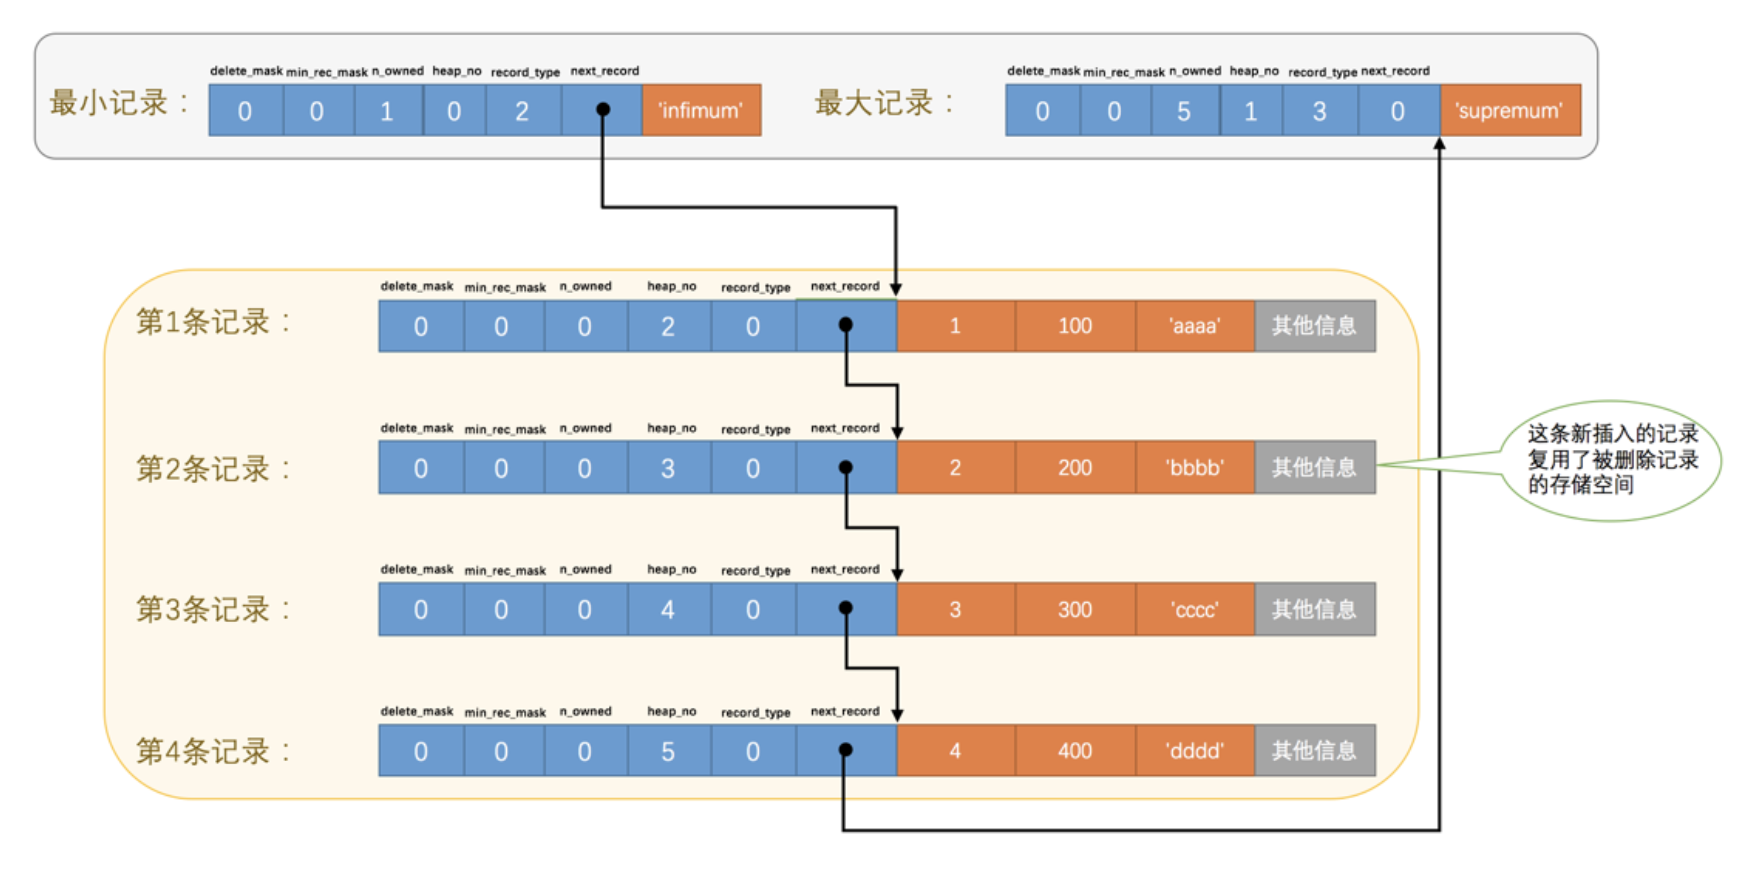 delete_mask min_rec_mask n_owned heap_no record_type next_record
最小记录： 0 0 1 0 2 'infimum'
delete_mask min_rec_mask n_owned heap_no record_type next_record
最大记录： 0 0 5 1 3 0 'supremum'
delete_mask min_rec_mask n_owned heap_no record_type next_record
第1条记录： 0 0 0 2 0 1 100 'aaaa' 其他信息
delete_mask min_rec_mask n_owned heap_no record_type next_record
第2条记录： 0 0 0 3 0 2 200 'bbbb' 其他信息
这条新插入的记录
复用了被删除记录
的存储空间
delete_mask min_rec_mask n_owned heap_no record_type next_record
第3条记录： 0 0 0 4 0 3 300 'cccc' 其他信息
delete_mask min_rec_mask n_owned heap_no record_type next_record
第4条记录： 0 0 0 5 0 4 400 'dddd' 其他信息